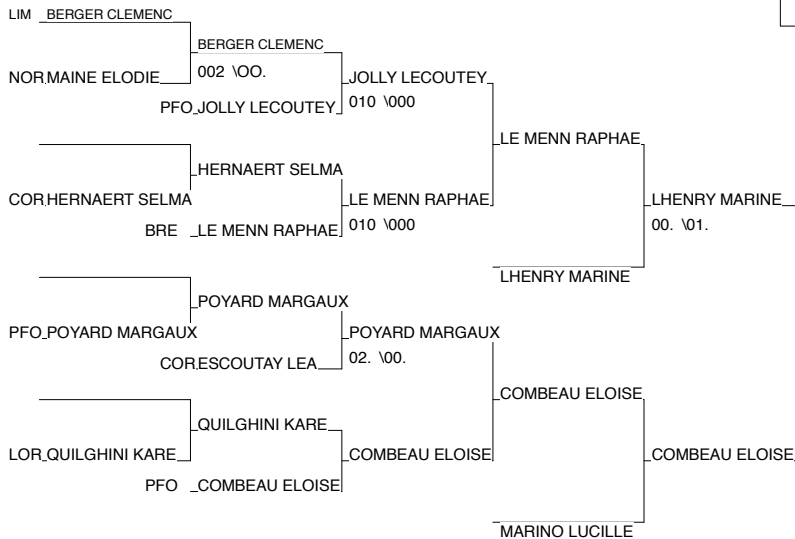 LIM BERGER CLEMENC
BERGER CLEMENC
002 \OO.
NOR MAINE ELODIE
JOLLY LECOUTEY
PFO JOLLY LECOUTEY
010 \000
LE MENN RAPHAE
HERNAERT SELMA
COR HERNAERT SELMA
LE MENN RAPHAE
LHENRY MARINE
BRE LE MENN RAPHAE
010 \000
00. \01.
LHENRY MARINE
POYARD MARGAUX
PFO POYARD MARGAUX
POYARD MARGAUX
COR ESCOUTAY LEA
02. \00.
COMBEAU ELOISE
QUILGHINI KARE
LOR QUILGHINI KARE
COMBEAU ELOISE
COMBEAU ELOISE
PFO COMBEAU ELOISE
MARINO LUCILLE